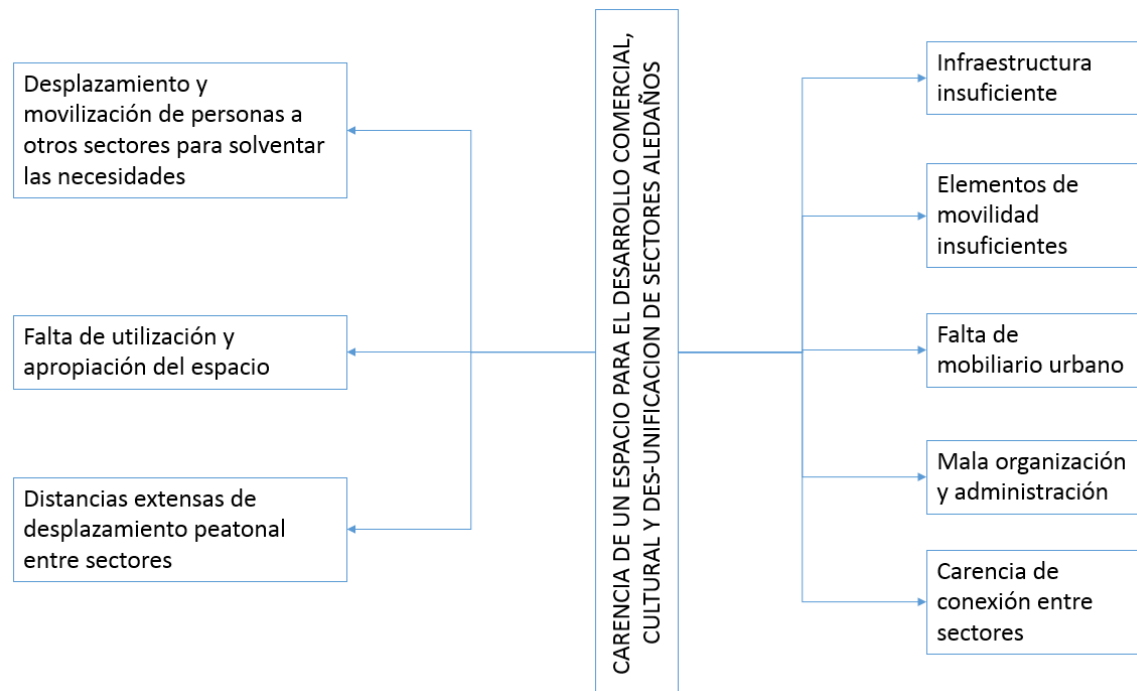 Desplazamiento y
movilización de personas a
otros sectores para solventar
las necesidades
Falta de utilización y
apropiación del espacio
Distancias extensas de
desplazamiento peatonal
entre sectores
CARENCIA DE UN ESPACIO PARA EL DESARROLLO COMERCIAL,
CULTURAL Y DES-UNIFICACION DE SECTORES ALEDAÑOS
Infraestructura
insuficiente
Elementos de
movilidad
insuficientes
Falta de
mobiliario urbano
Mala organización
y administración
Carencia de
conexión entre
sectores